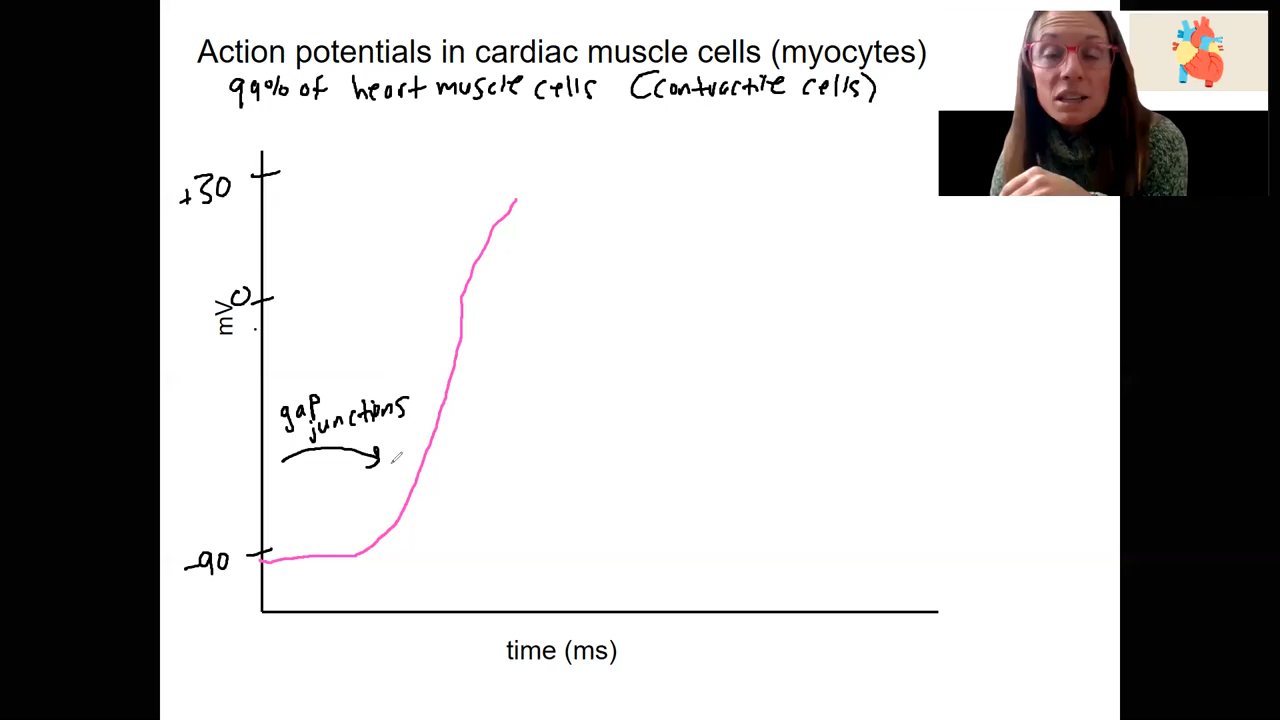 Action potentials in cardiac muscle cells (myocytes)
99% of heart muscle cells (contractile cells)
+30
0
mV
gap
junctions
-90
time (ms)